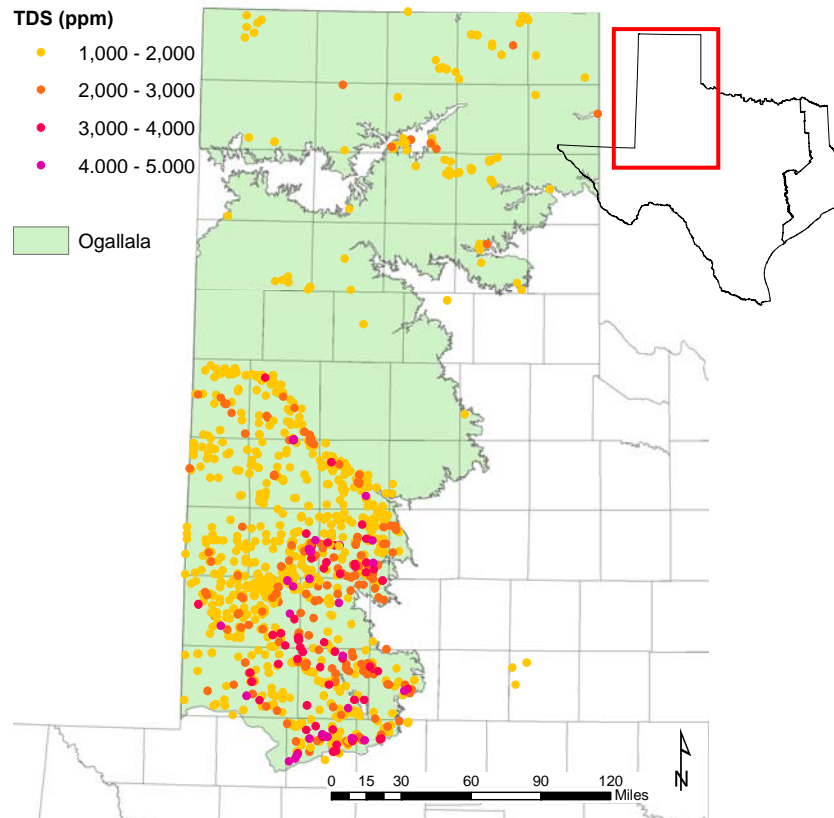 TDS (ppm)
1,000 - 2,000
2,000 - 3,000
3,000 - 4,000
4.000 - 5.000
Ogallala
0 15 30 60 90 120
Miles
N